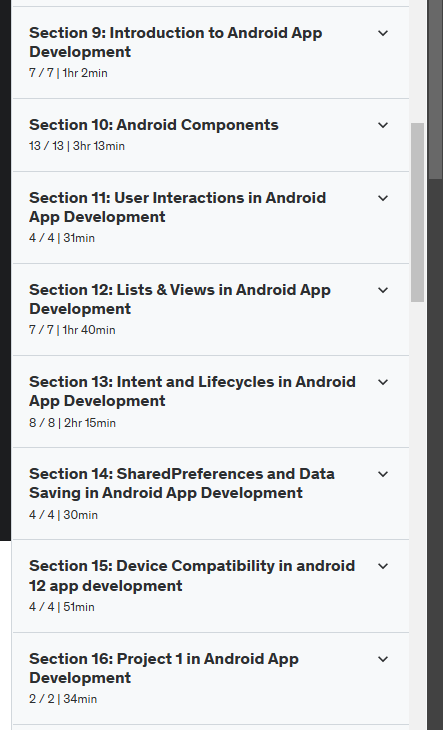 Section 9: Introduction to Android App
Development
7 / 7 | 1hr 2min
Section 10: Android Components
13 / 13 | 3hr 13min
Section 11: User Interactions in Android
App Development
4 / 4 | 31min
Section 12: Lists & Views in Android App
Development
7 / 7 | 1hr 40min
Section 13: Intent and Lifecycles in Android
App Development
8 / 8 | 2hr 15min
Section 14: SharedPreferences and Data
Saving in Android App Development
4 / 4 | 30min
Section 15: Device Compatibility in android
12 app development
4 / 4 | 51min
Section 16: Project 1 in Android App
Development
2 / 2 | 34min